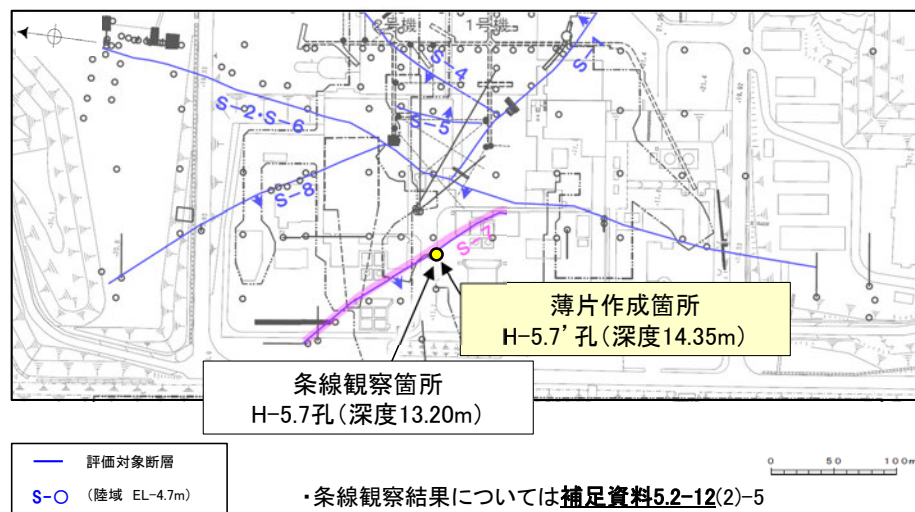 2号機
1号機
S-1
S-4
S-5
S-2・S-6
S-8
S-7
薄片作成箇所
H-5.7’孔(深度14.35m)
条線観察箇所
H-5.7孔(深度13.20m)
評価対象断層
S-○ (陸域 EL-4.7m)
0 50 100m
・条線観察結果については補足資料5.2-12(2)-5